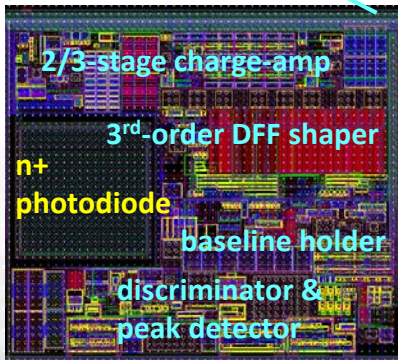 2/3-stage charge-amp
3rd-order DFF shaper
n+
photodiode
baseline holder
discriminator &
peak detector